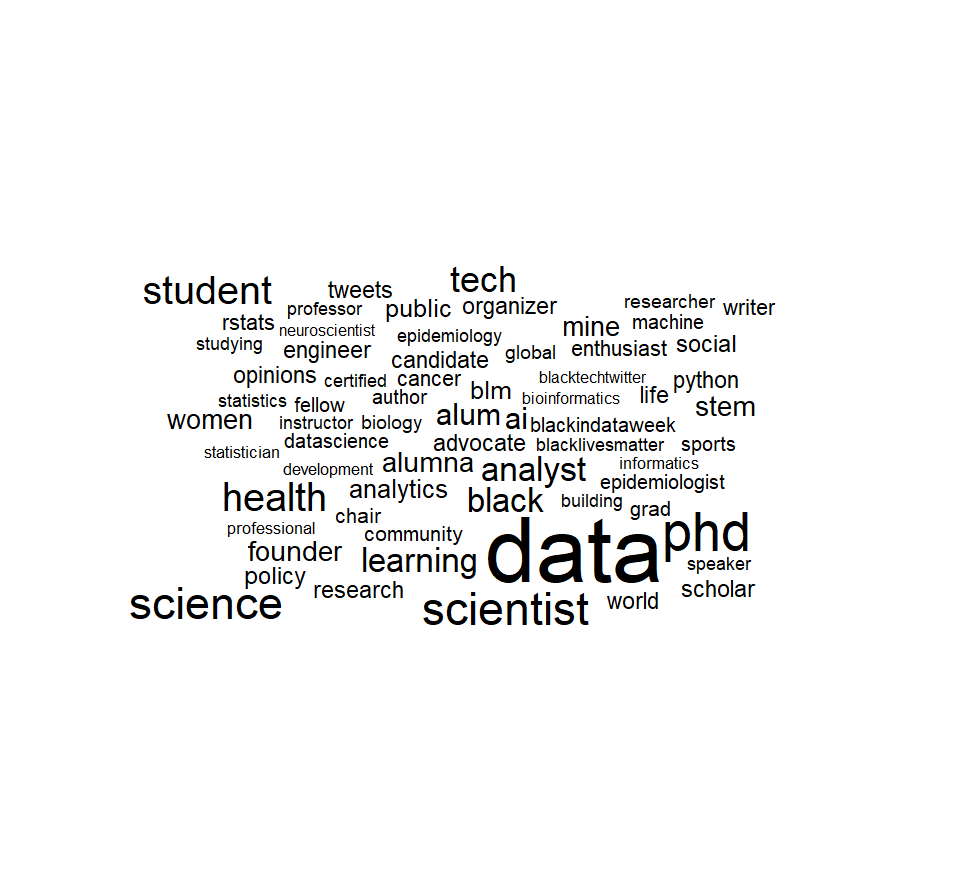 tech
student
tweets
professor
public
organizer
researcher
writer
rstats
neuroscientist
mine
machine
studying
engineer
epidemiology
candidate
global
enthusiast
social
opinions
certified
cancer
blacktechtwitter
python
statistics
fellow
author
blm
bioinformatics
life
stem
women
instructor
biology
alum
ai
blackindataweek
datascience
advocate
blacklivesmatter
sports
statistician
development
alumna
analyst
informatics
health
analytics
black
epidemiologist
building
grad
professional
chair
community
data
phd
founder
learning
speaker
policy
research
scholar
science
scientist
world